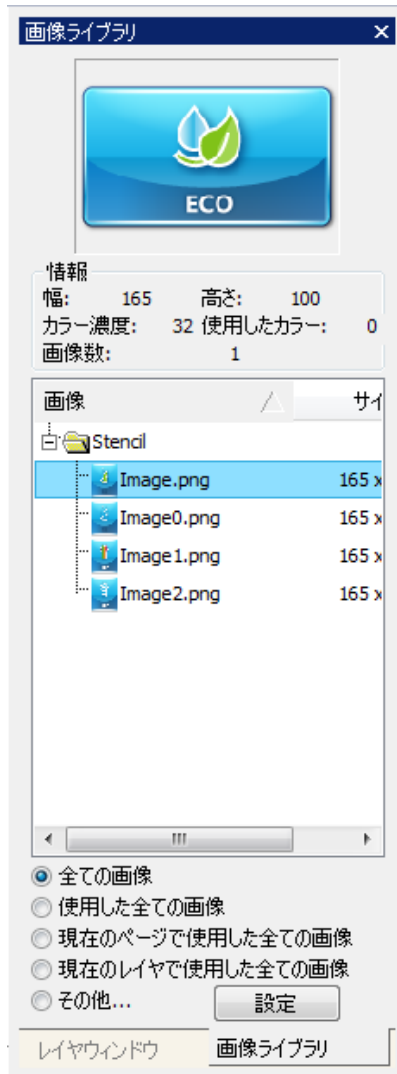 画像ライブラリ
ECO
情報
幅: 165 高さ: 100
カラー濃度: 32 使用したカラー: 0
画像数: 1
画像 サイ
Stencil
Image.png 165 x
Image0.png 165 x
Image1.png 165 x
Image2.png 165 x
全ての画像
使用した全ての画像
現在のページで使用した全ての画像
現在のレイヤで使用した全ての画像
その他... 設定
レイヤウィンドウ 画像ライブラリ